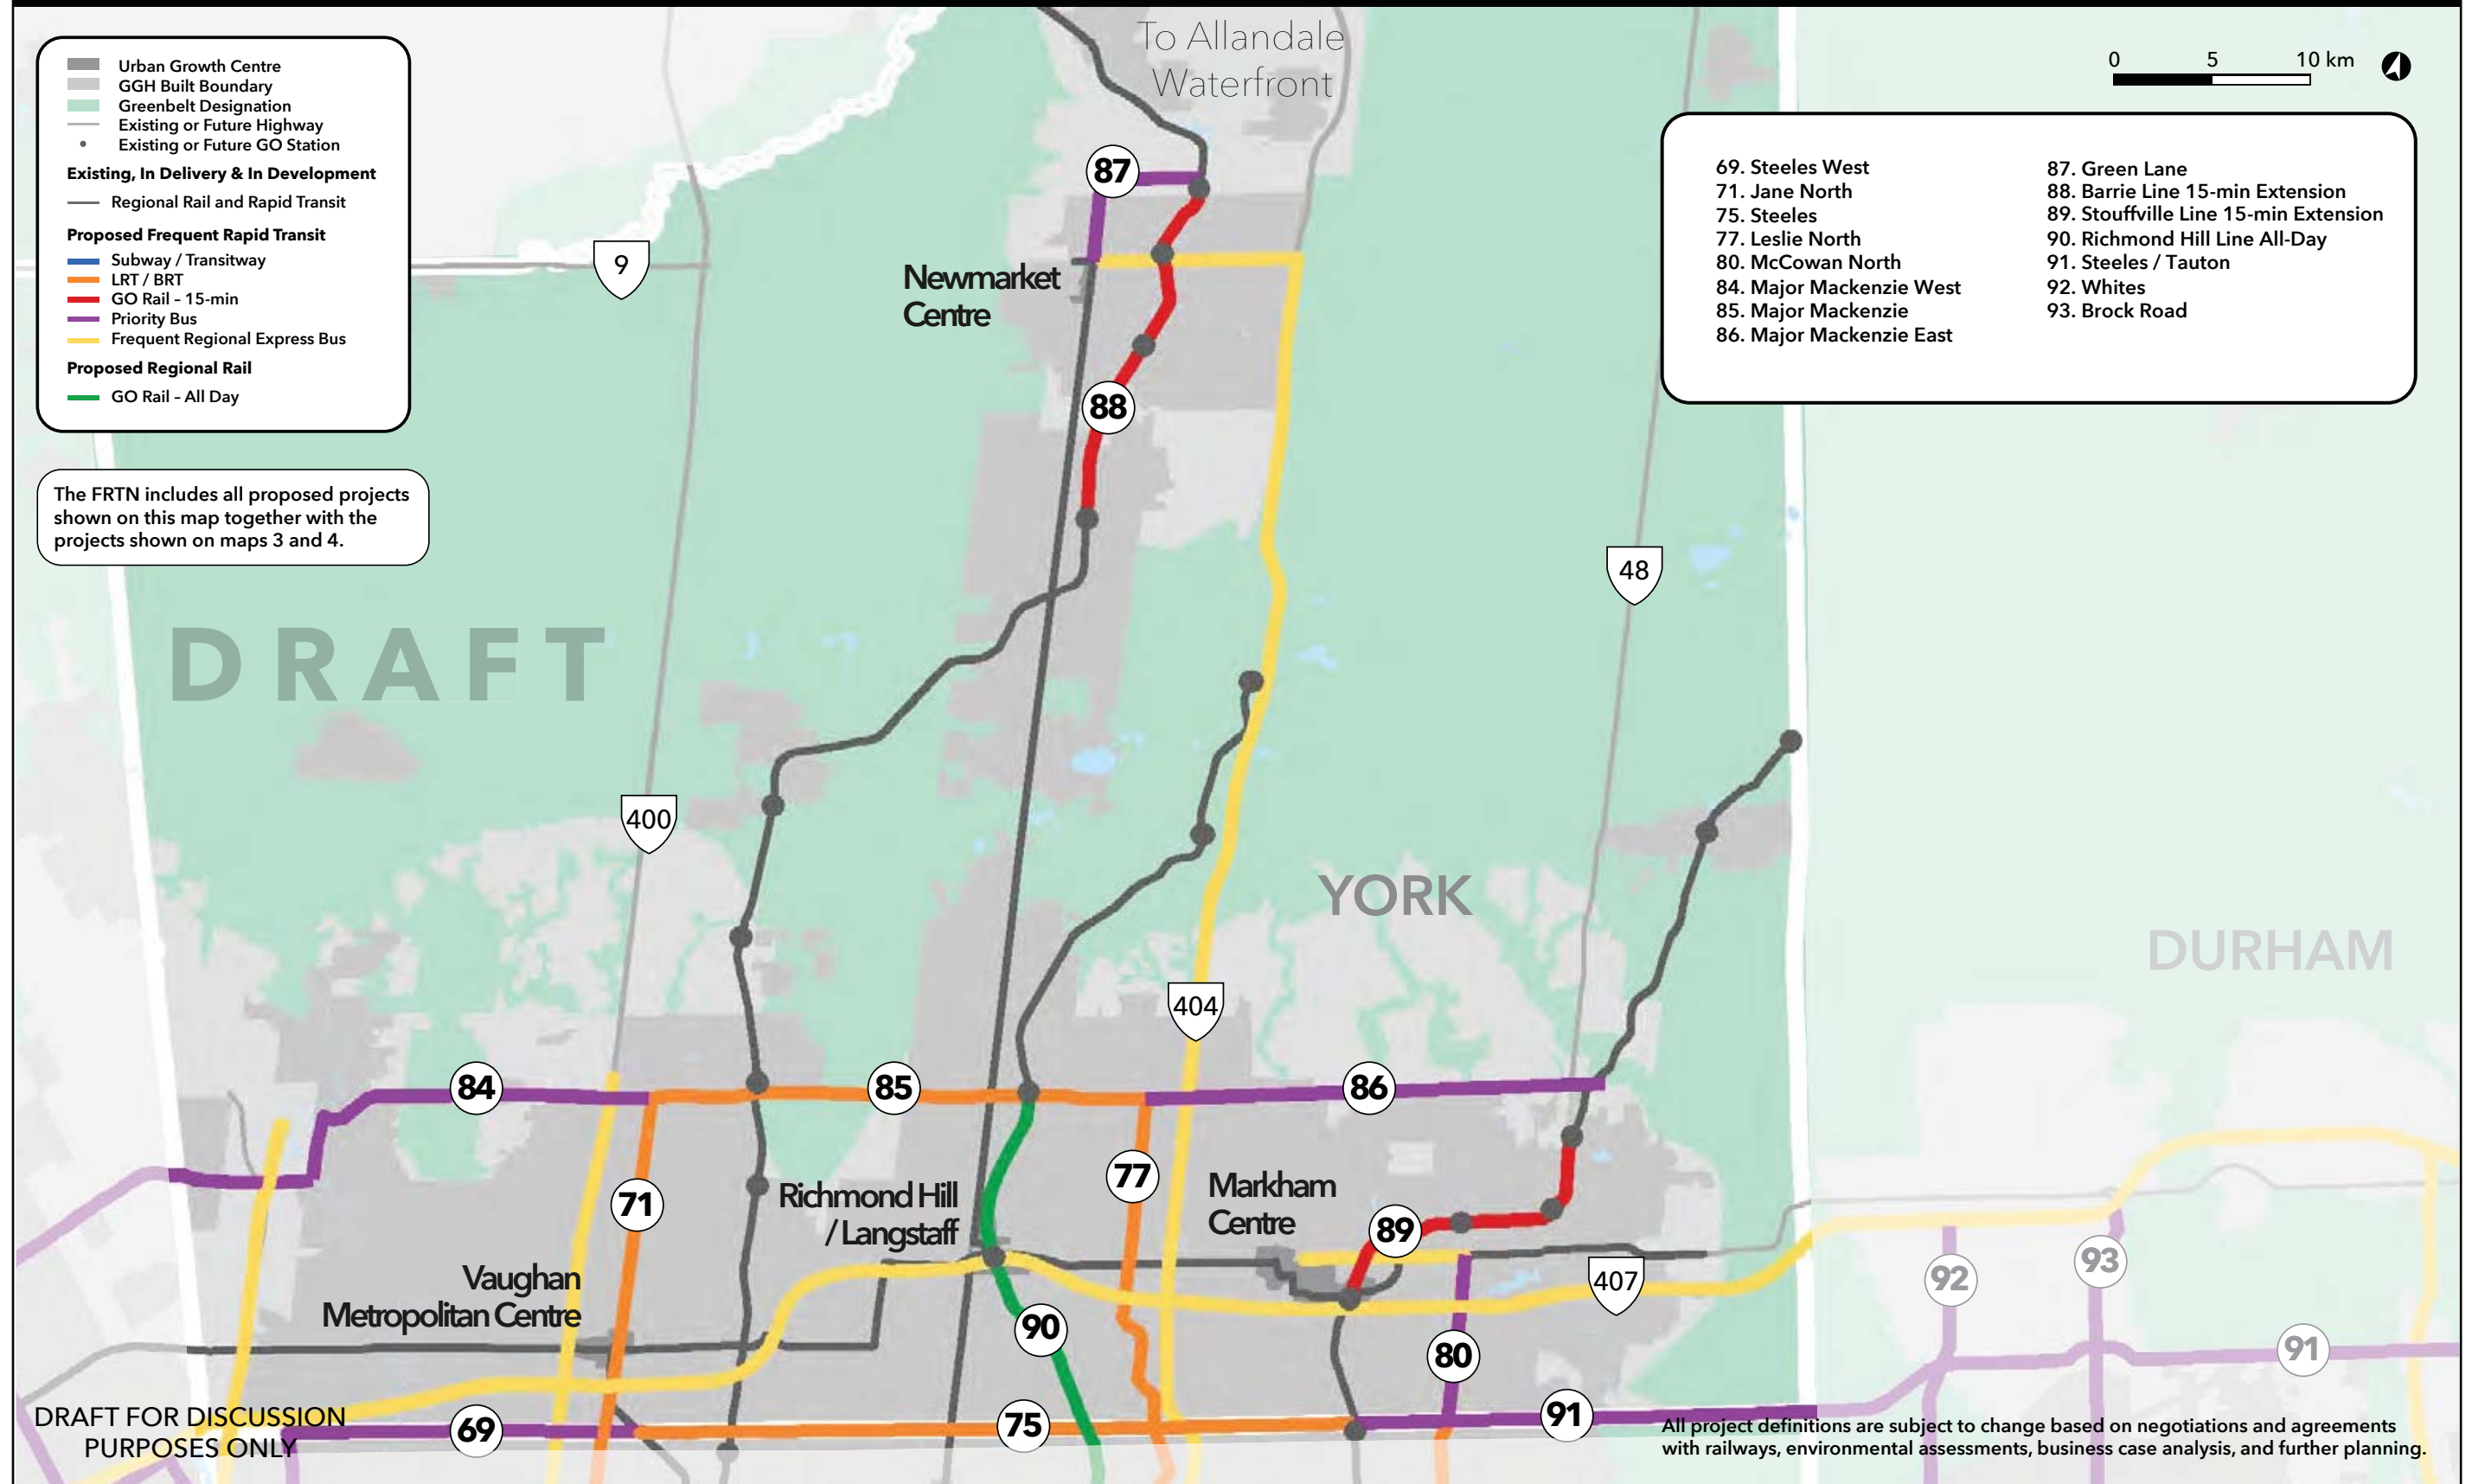 To Allandale
Waterfront
Urban Growth Centre
GGH Built Boundary
Greenbelt Designation
Existing or Future Highway
Existing or Future GO Station
Existing, In Delivery & In Development
Regional Rail and Rapid Transit
Proposed Frequent Rapid Transit
Subway / Transitway
LRT / BRT
GO Rail – 15-min
Priority Bus
Frequent Regional Express Bus
Proposed Regional Rail
GO Rail – All Day
0 5 10 km
69. Steeles West
71. Jane North
75. Steeles
77. Leslie North
80. McCowan North
84. Major Mackenzie West
85. Major Mackenzie
86. Major Mackenzie East
87. Green Lane
88. Barrie Line 15-min Extension
89. Stouffville Line 15-min Extension
90. Richmond Hill Line All-Day
91. Steeles / Tauton
92. Whites
93. Brock Road
The FRTN includes all proposed projects
shown on this map together with the
projects shown on maps 3 and 4.
87
9
Newmarket
Centre
88
48
DRAFT
400
YORK
DURHAM
404
84
85
86
77
71
Richmond Hill
/ Langstaff
Markham
Centre
89
93
92
407
Vaughan
Metropolitan Centre
90
80
91
69
75
91
DRAFT FOR DISCUSSION
PURPOSES ONLY
All project definitions are subject to change based on negotiations and agreements
with railways, environmental assessments, business case analysis, and further planning.